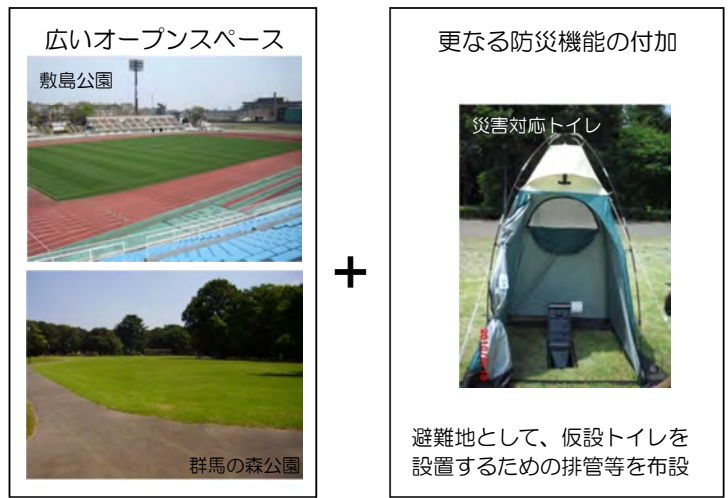 広いオープンスペース
敷島公園
群馬の森公園
+
更なる防災機能の付加
災害対応トイレ
避難地として、仮設トイレを
設置するための排管等を布設